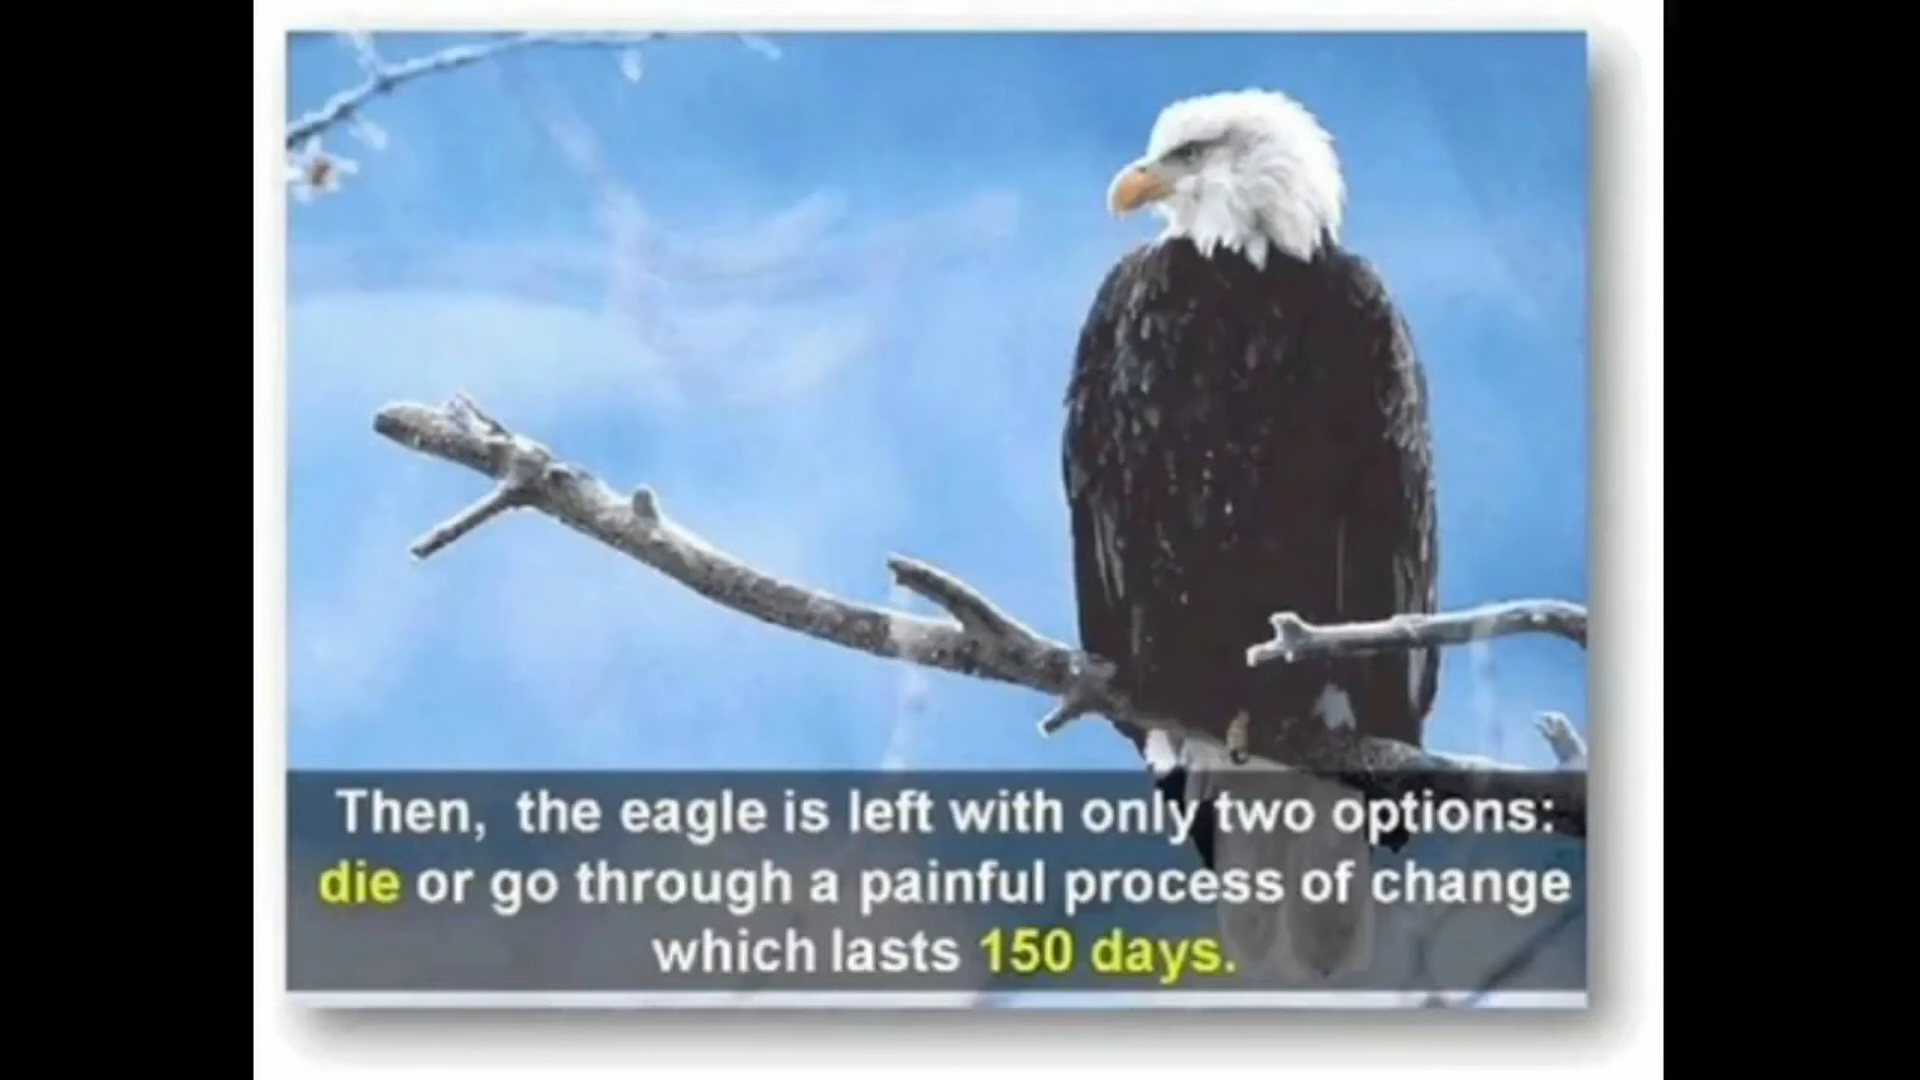 Then, the eagle is left with only two options:
die or go through a painful process of change
which lasts 150 days.